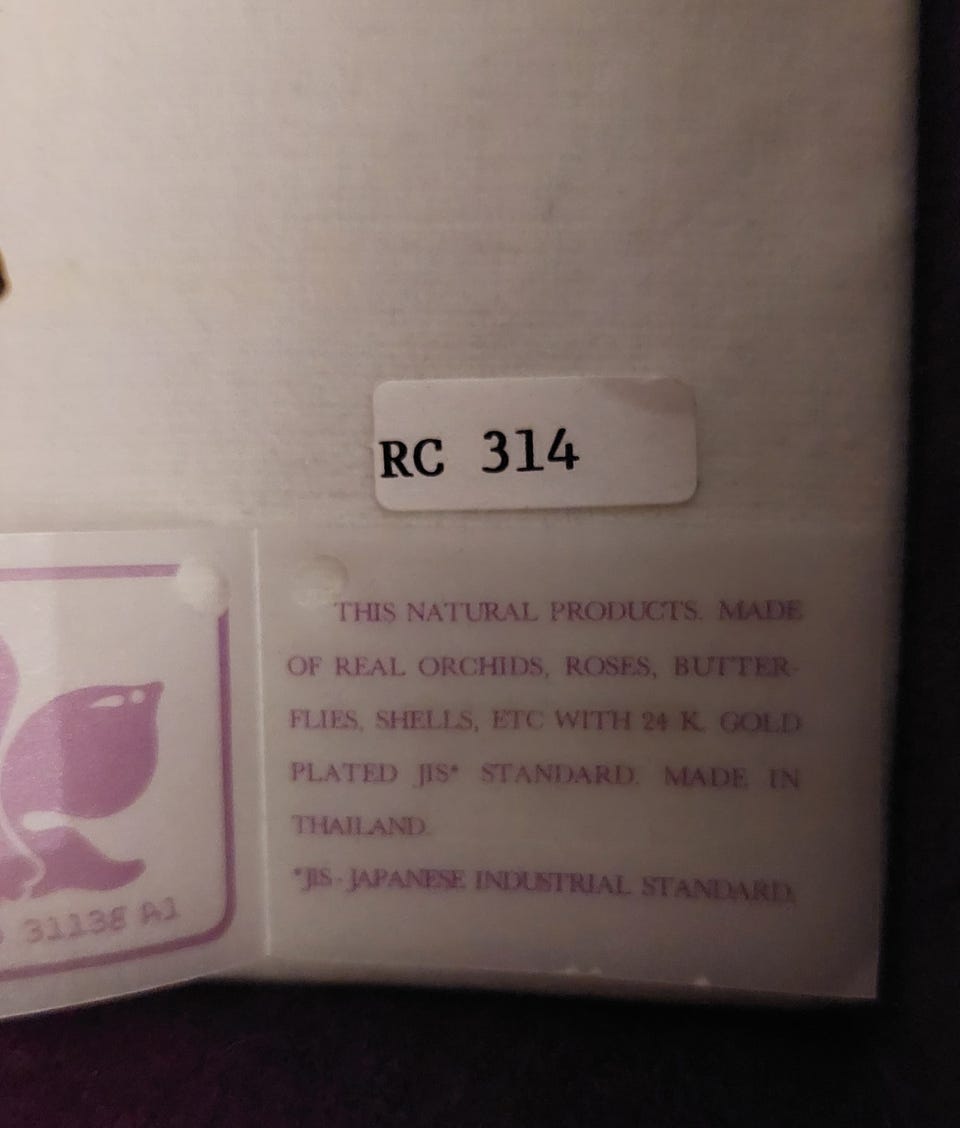 RC 314
THIS NATURAL PRODUCTS. MADE
OF REAL ORCHIDS, ROSES, BUTTER-
FLIES, SHELLS, ETC WITH 24 K. GOLD
PLATED JIS* STANDARD. MADE IN
THAILAND.
*JIS - JAPANESE INDUSTRIAL STANDARD.
31138 A1